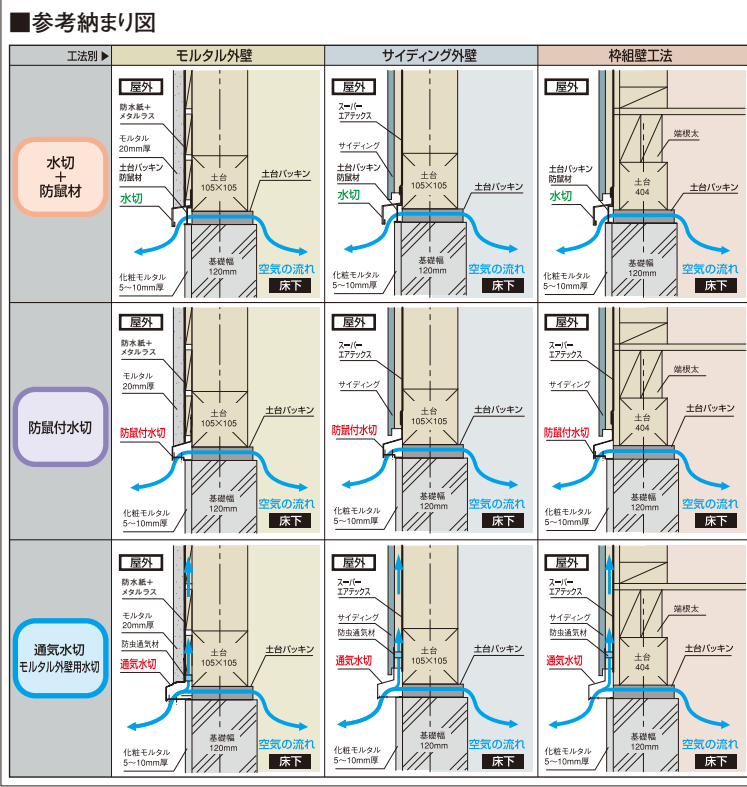 ■参考納まり図
工法別▶
モルタル外壁
サイディング外壁
枠組壁工法
水切
+
防鼠材
屋外
防水紙+
メタルラス
モルタル
20mm厚
土台パッキン
防鼠材
水切
土台
105×105
土台パッキン
基礎幅
120mm
空気の流れ
床下
化粧モルタル
5〜10mm厚
屋外
スーパー
エアテックス
サイディング
土台パッキン
防鼠材
水切
土台
105×105
土台パッキン
基礎幅
120mm
空気の流れ
床下
化粧モルタル
5〜10mm厚
屋外
スーパー
エアテックス
端根太
土台パッキン
防鼠材
水切
土台
404
土台パッキン
基礎幅
120mm
空気の流れ
床下
化粧モルタル
5〜10mm厚
防鼠付水切
屋外
防水紙+
メタルラス
モルタル
20mm厚
防鼠付水切
土台
105×105
土台パッキン
基礎幅
120mm
空気の流れ
床下
化粧モルタル
5〜10mm厚
屋外
スーパー
エアテックス
サイディング
防鼠付水切
土台
105×105
土台パッキン
基礎幅
120mm
空気の流れ
床下
化粧モルタル
5〜10mm厚
屋外
スーパー
エアテックス
端根太
サイディング
防鼠付水切
土台
404
土台パッキン
基礎幅
120mm
空気の流れ
床下
化粧モルタル
5〜10mm厚
通気水切
モルタル外壁用水切
屋外
防水紙+
メタルラス
モルタル
20mm厚
防虫通気材
通気水切
土台
105×105
土台パッキン
基礎幅
120mm
空気の流れ
床下
化粧モルタル
5〜10mm厚
屋外
スーパー
エアテックス
サイディング
防虫通気材
通気水切
土台
105×105
土台パッキン
基礎幅
120mm
空気の流れ
床下
化粧モルタル
5〜10mm厚
屋外
スーパー
エアテックス
端根太
サイディング
防虫通気材
通気水切
土台
404
土台パッキン
基礎幅
120mm
空気の流れ
床下
化粧モルタル
5〜10mm厚